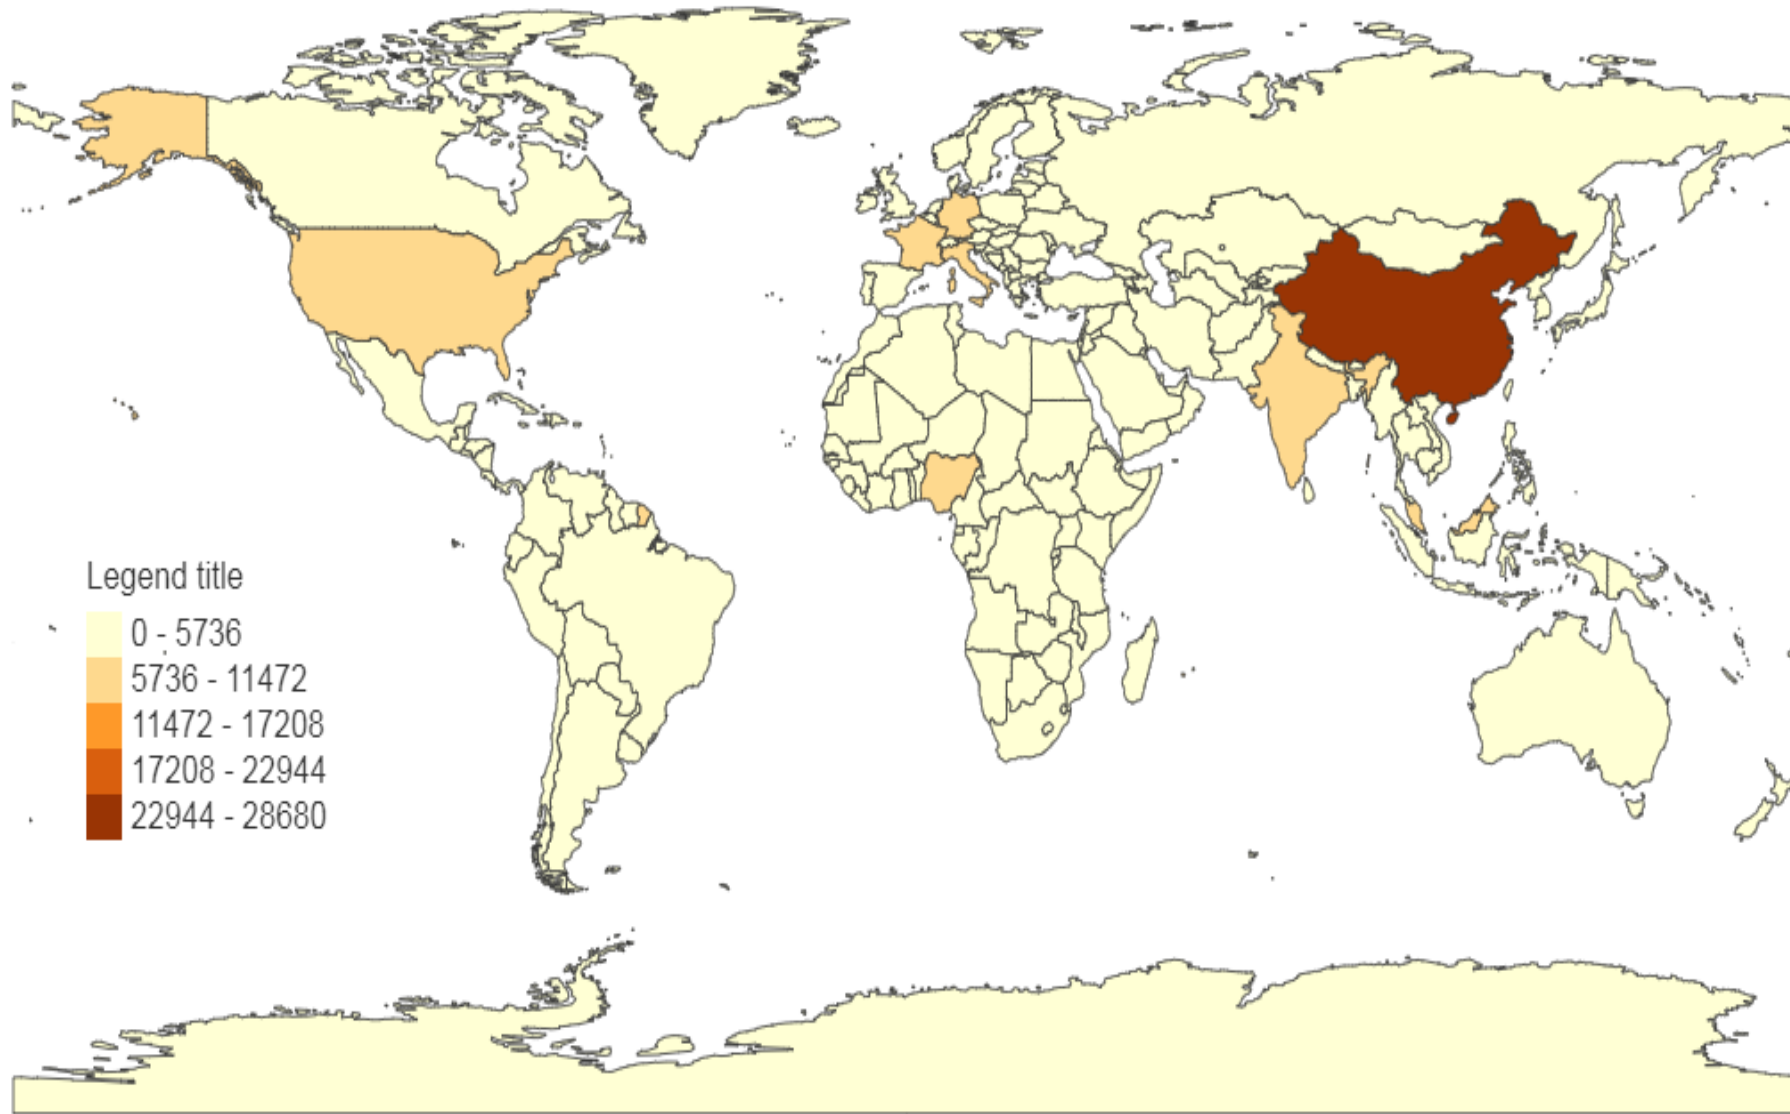 Legend title
0 - 5736
5736 - 11472
11472 - 17208
17208 - 22944
22944 - 28680